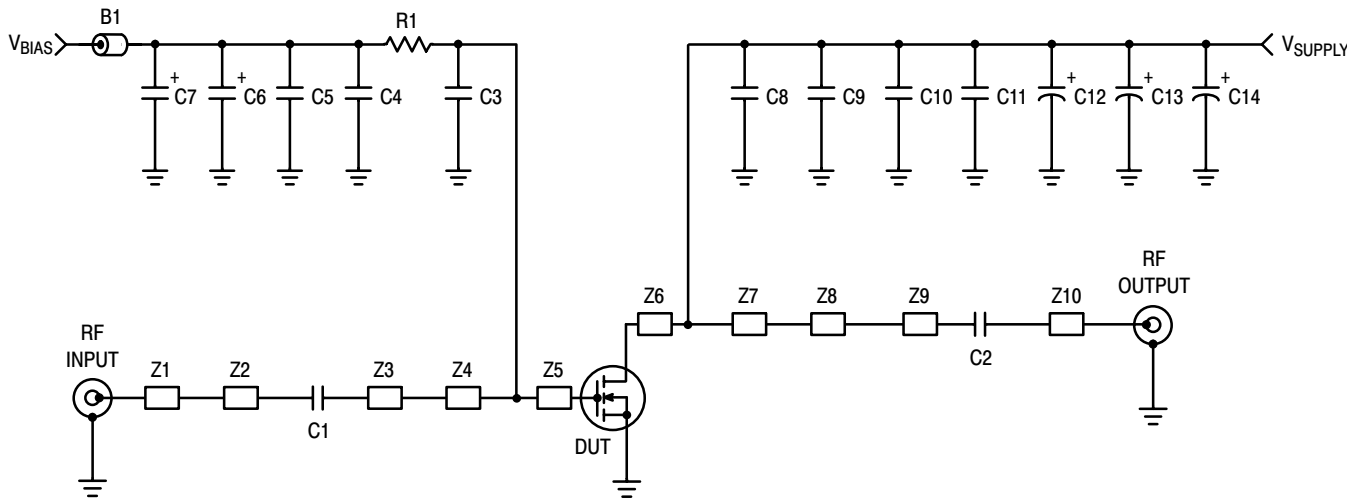 B1
R1
VBIAS
VSUPPLY
+
+
C7
C6
C5
C4
C3
C8
C9
C10
C11
+
C12
+
C13
+
C14
RF
INPUT
Z1
Z2
C1
Z3
Z4
Z5
DUT
Z6
Z7
Z8
Z9
C2
Z10
RF
OUTPUT